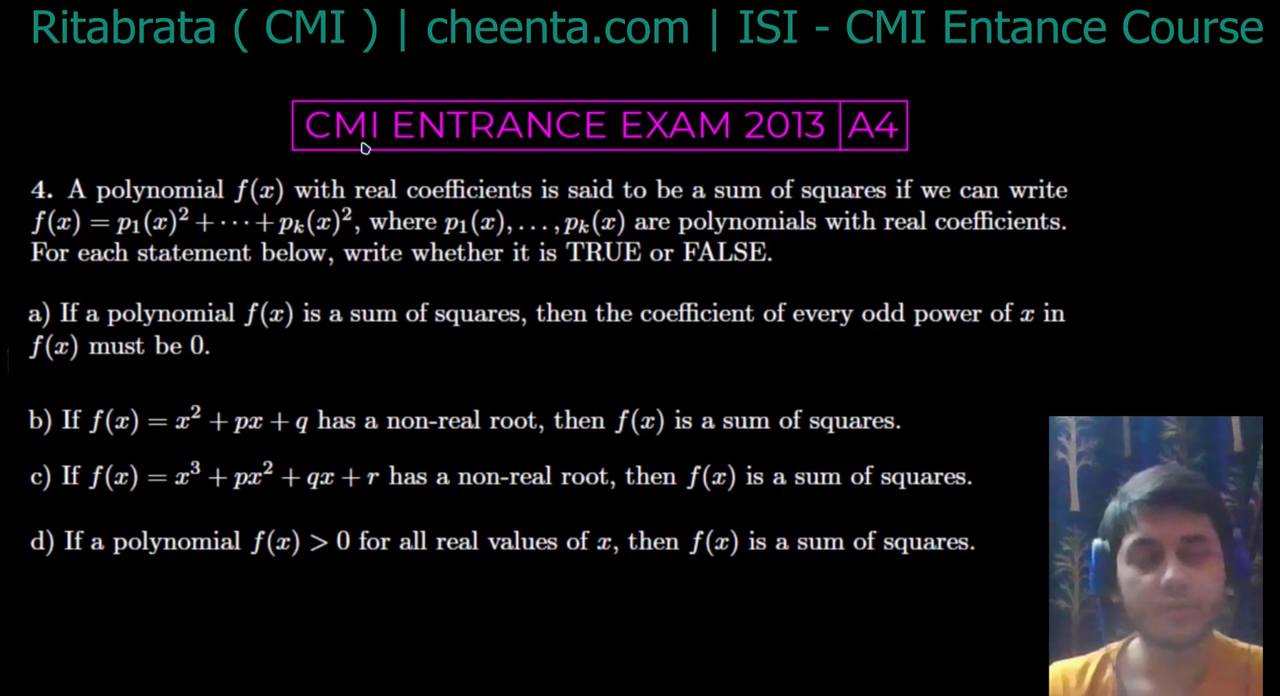 Ritabrata ( CMI ) | cheenta.com | ISI - CMI Entance Course
CMI ENTRANCE EXAM 2013 A4
4. A polynomial f(x) with real coefficients is said to be a sum of squares if we can write
f(x) = p₁(x)² + ··· + pₖ(x)², where p₁(x), . . . , pₖ(x) are polynomials with real coefficients.
For each statement below, write whether it is TRUE or FALSE.
a) If a polynomial f(x) is a sum of squares, then the coefficient of every odd power of x in
f(x) must be 0.
b) If f(x) = x² + px + q has a non-real root, then f(x) is a sum of squares.
c) If f(x) = x³ + px² + qx + r has a non-real root, then f(x) is a sum of squares.
d) If a polynomial f(x) > 0 for all real values of x, then f(x) is a sum of squares.